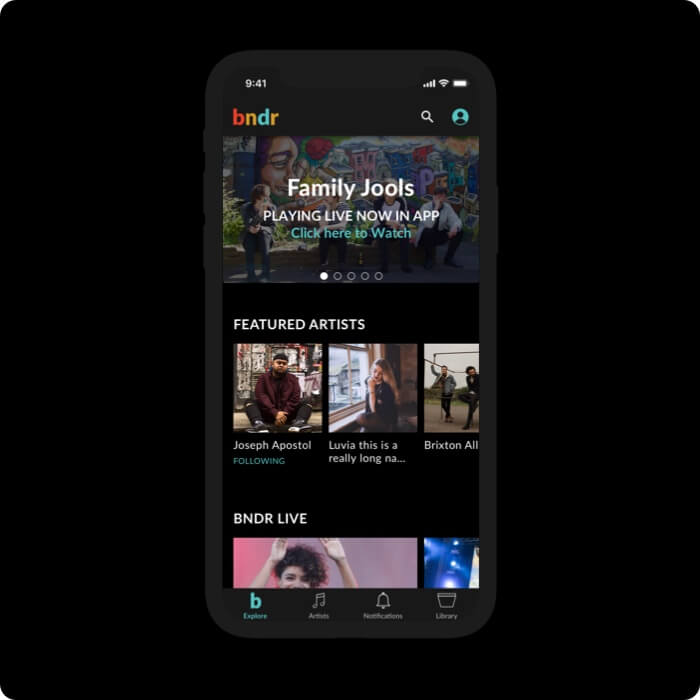 9:41
bndr
Family Jools
PLAYING LIVE NOW IN APP
Click here to Watch
FEATURED ARTISTS
Joseph Apostol
FOLLOWING
Luvia this is a
really long na...
Brixton All
BNDR LIVE
b
Explore
Artists
Notifications
Library